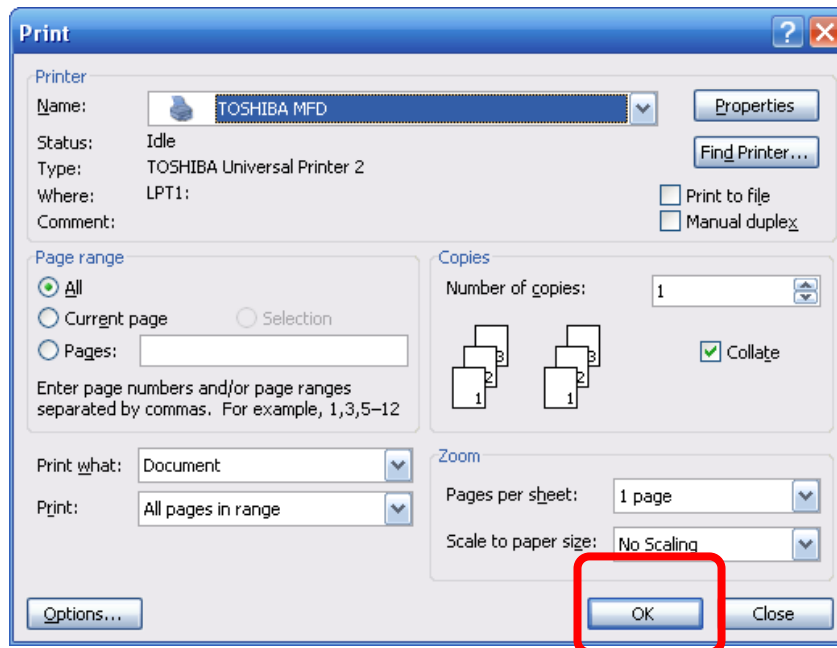 Print
Printer
Name: TOSHIBA MFD Properties
Status: Idle
Find Printer...
Type: TOSHIBA Universal Printer 2
Where: LPT1: Print to file
Comment: Manual duplex
Page range
All
Current page Selection
Pages:
Enter page numbers and/or page ranges
separated by commas. For example, 1,3,5–12
Copies
Number of copies: 1
1 2 3 1 2 3
Collate
Print what: Document
Print: All pages in range
Zoom
Pages per sheet: 1 page
Scale to paper size: No Scaling
Options... OK Close